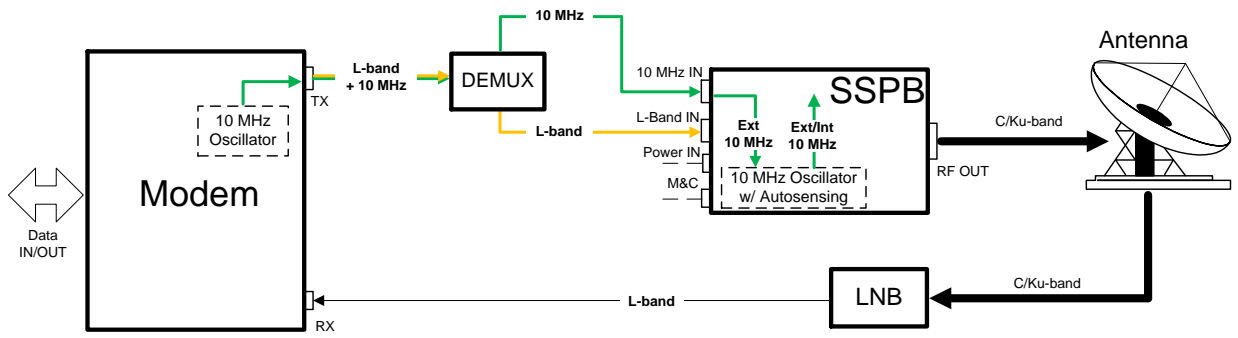 10 MHz
Antenna
L-band
+ 10 MHz
DEMUX
10 MHz IN
SSPB
TX
10 MHz
Oscillator
L-band
L-Band IN
Ext
10 MHz
Ext/Int
10 MHz
C/Ku-band
Power IN
RF OUT
M&C
10 MHz Oscillator
w/ Autosensing
Modem
Data
IN/OUT
C/Ku-band
L-band
LNB
RX